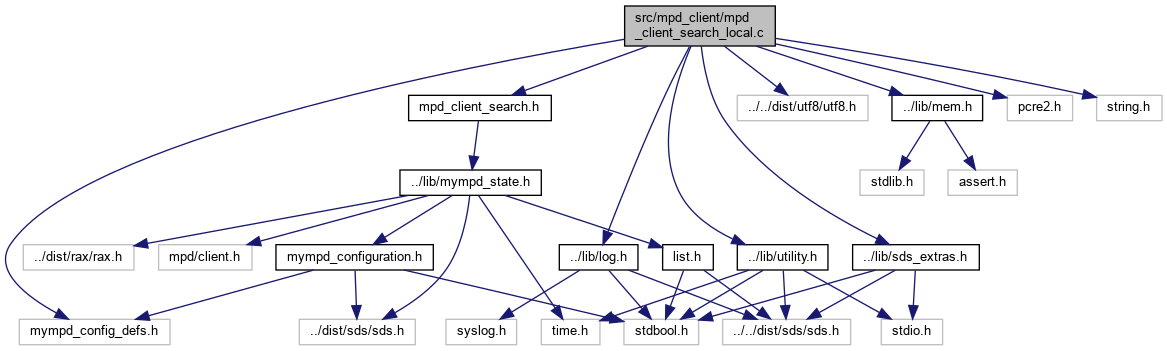 src/mpd_client/mpd
_client_search_local.c
mpd_client_search.h
../../dist/utf8/utf8.h
../lib/mem.h
pcre2.h
string.h
../lib/mympd_state.h
stdlib.h
assert.h
../dist/rax/rax.h
mpd/client.h
mympd_configuration.h
../lib/log.h
list.h
../lib/utility.h
../lib/sds_extras.h
mympd_config_defs.h
../dist/sds/sds.h
syslog.h
time.h
stdbool.h
../../dist/sds/sds.h
stdio.h